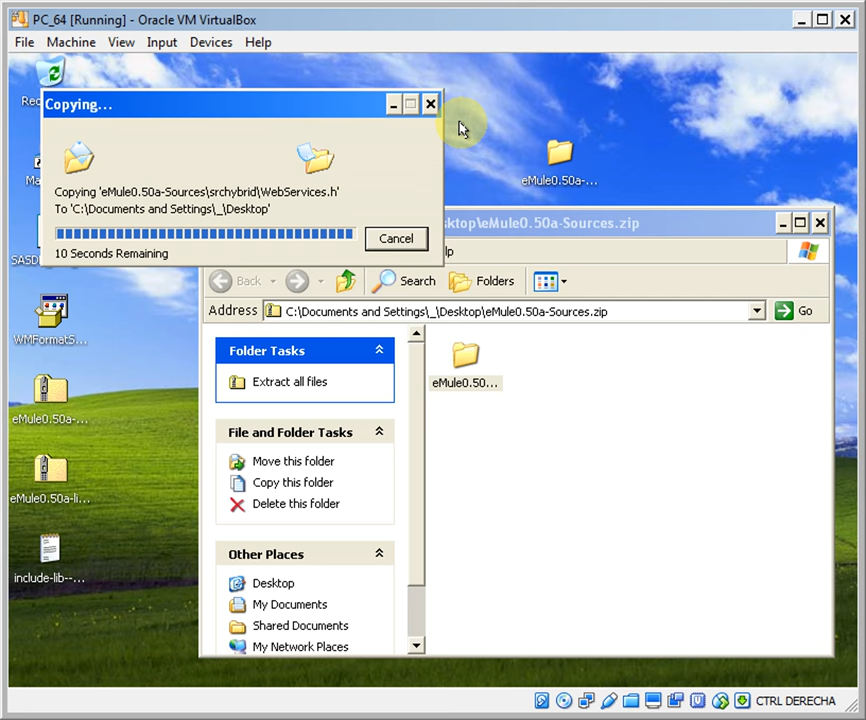 PC_64 [Running] - Oracle VM VirtualBox
File Machine View Input Devices Help
Copying...
Copying 'eMule0.50a-Sources\srchybrid\WebServices.h'
To 'C:\Documents and Settings\_\Desktop'
Cancel
10 Seconds Remaining
eMule0.50a-...
ktop\eMule0.50a-Sources.zip
lp
Back Search Folders
Address C:\Documents and Settings\_\Desktop\eMule0.50a-Sources.zip Go
Folder Tasks
Extract all files
eMule0.50...
File and Folder Tasks
Move this folder
Copy this folder
Delete this folder
Other Places
Desktop
My Documents
Shared Documents
My Network Places
Rec
Ma
SASD
WMFormatS...
eMule0.50a-...
eMule0.50a-li...
include-lib--...
CTRL DERECHA